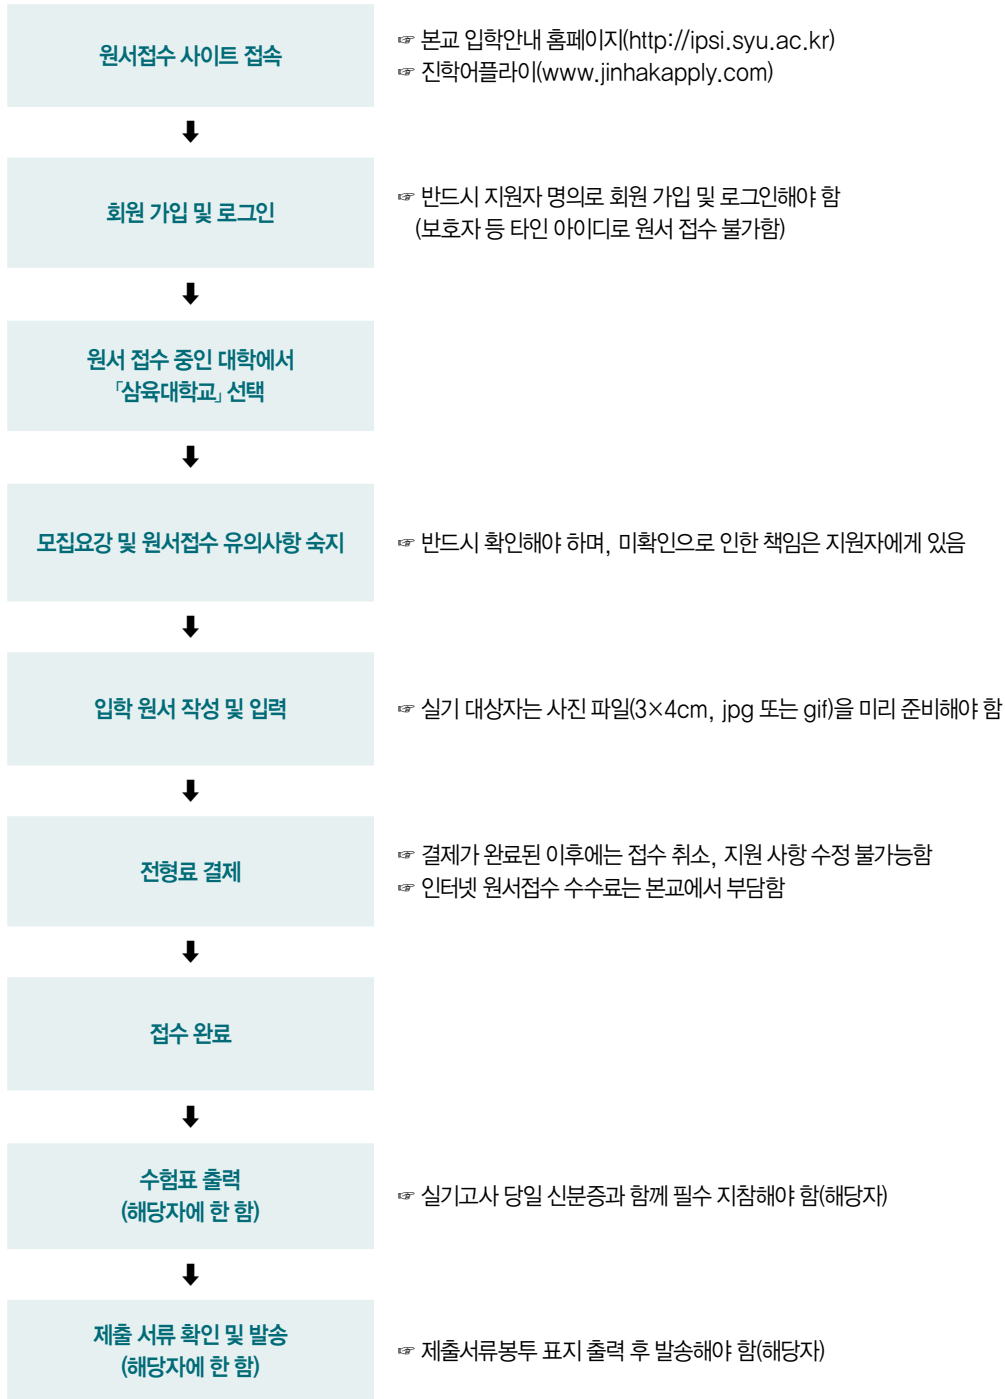 원서접수 사이트 접속
☞ 본교 입학안내 홈페이지(http://ipsi.syu.ac.kr)
☞ 진학어플라이(www.jinhakapply.com)
⬇
회원 가입 및 로그인
☞ 반드시 지원자 명의로 회원 가입 및 로그인해야 함
(보호자 등 타인 아이디로 원서 접수 불가함)
⬇
원서 접수 중인 대학에서
「삼육대학교」 선택
⬇
모집요강 및 원서접수 유의사항 숙지
☞ 반드시 확인해야 하며, 미확인으로 인한 책임은 지원자에게 있음
⬇
입학 원서 작성 및 입력
☞ 실기 대상자는 사진 파일(3×4cm, jpg 또는 gif)을 미리 준비해야 함
⬇
전형료 결제
☞ 결제가 완료된 이후에는 접수 취소, 지원 사항 수정 불가능함
☞ 인터넷 원서접수 수수료는 본교에서 부담함
⬇
접수 완료
⬇
수험표 출력
(해당자에 한 함)
☞ 실기고사 당일 신분증과 함께 필수 지참해야 함(해당자)
⬇
제출 서류 확인 및 발송
(해당자에 한 함)
☞ 제출서류봉투 표지 출력 후 발송해야 함(해당자)